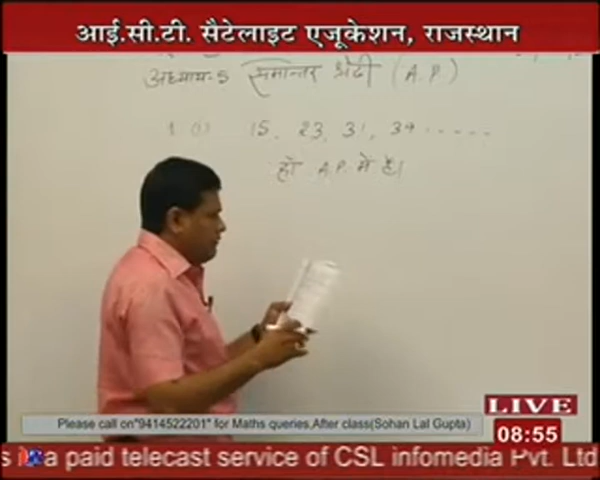 आई.सी.टी. सैटेलाइट एजूकेशन, राजस्थान
अध्याय-5 समान्तर श्रेढी (A.P.)
1 (i) 15, 23, 31, 39 .....
हाँ A.P. में है।
LIVE
Please call on"9414522201" for Maths queries,After class(Sohan Lal Gupta)
08:55
a paid telecast service of CSL infomedia Pvt. Ltd